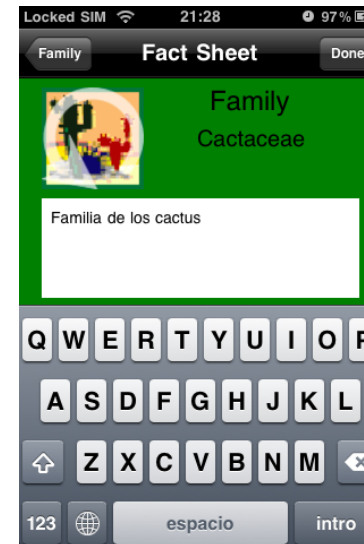 Locked SIM 21:28 97%
Family Fact Sheet Done
Family
Cactaceae
Familia de los cactus
Q W E R T Y U I O P
A S D F G H J K L
Z X C V B N M
123 espacio intro